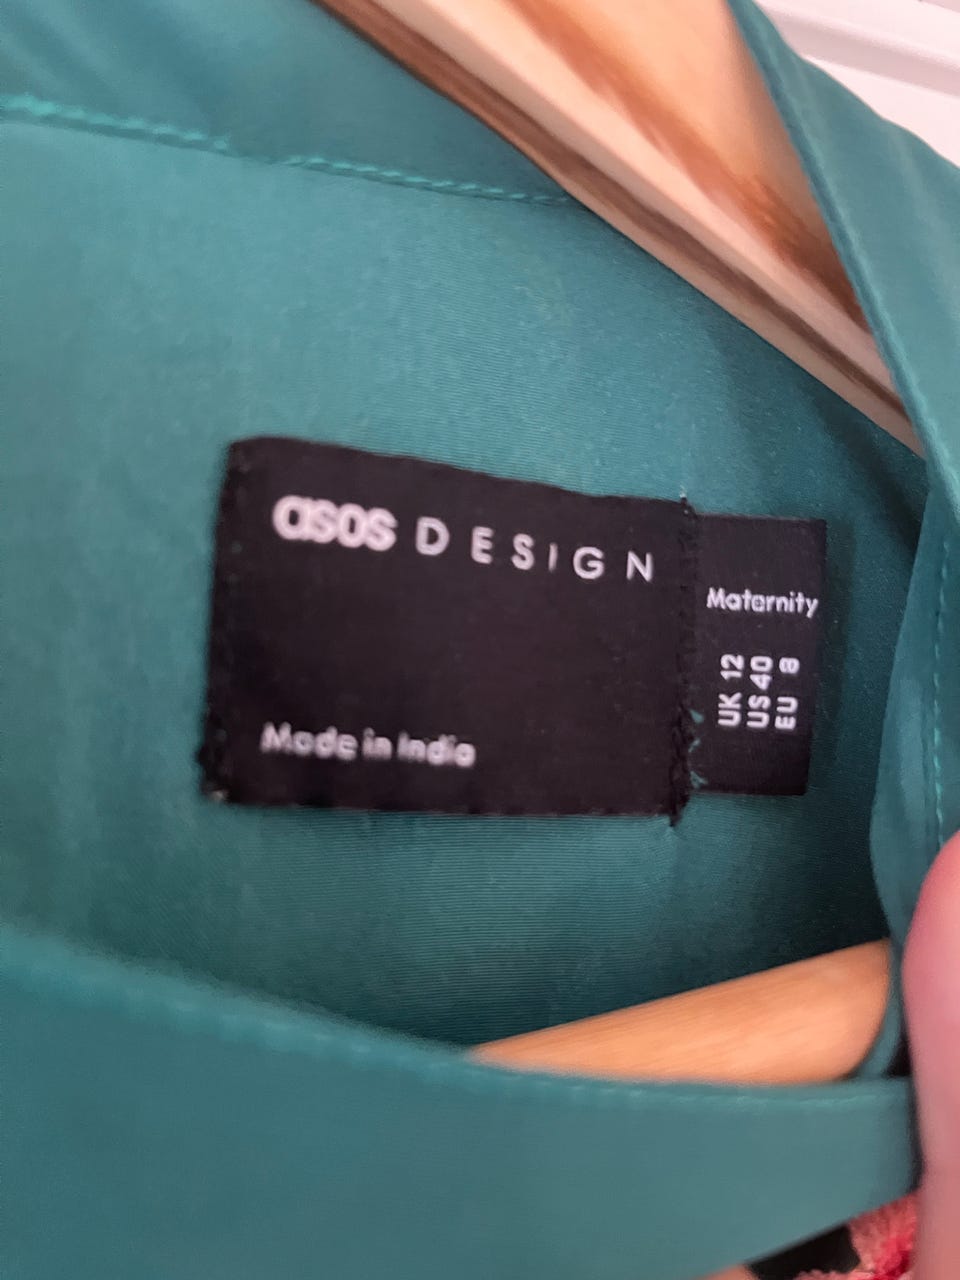 asos DESIGN
Made in India
Maternity
UK 12
US 40
EU 8